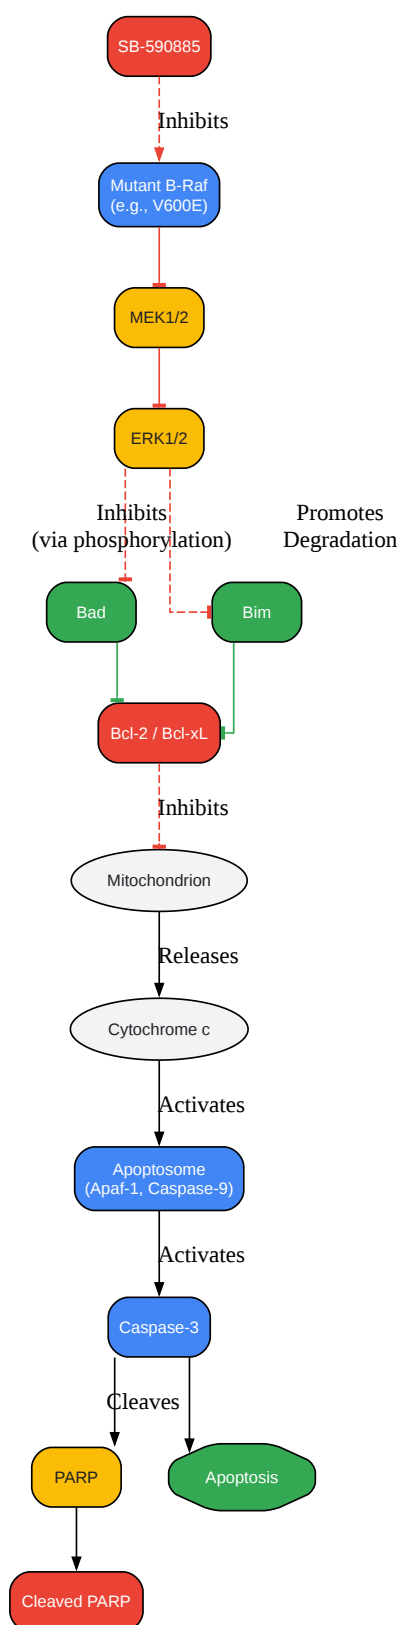 SB-590885
Inhibits
Mutant B-Raf
(e.g., V600E)
MEK1/2
ERK1/2
Inhibits
(via phosphorylation)
Promotes
Degradation
Bad
Bim
Bcl-2 / Bcl-xL
Inhibits
Mitochondrion
Releases
Cytochrome c
Activates
Apoptosome
(Apaf-1, Caspase-9)
Activates
Caspase-3
Cleaves
PARP
Apoptosis
Cleaved PARP